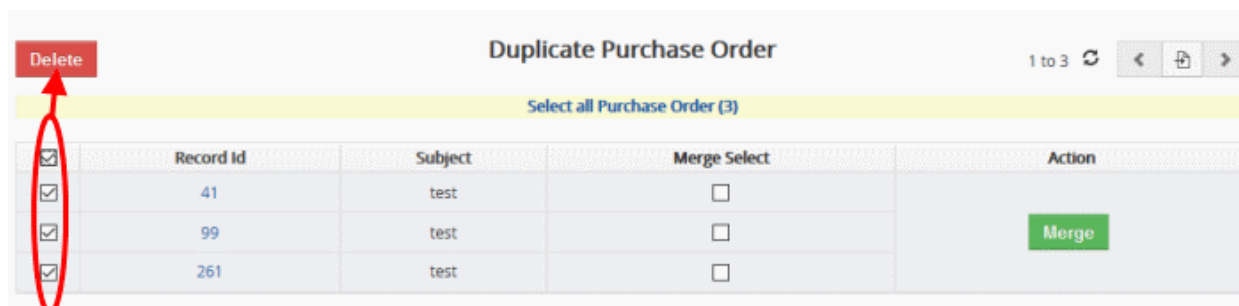 Delete
Duplicate Purchase Order
1 to 3
Select all Purchase Order (3)
Record Id Subject Merge Select Action
41 test
99 test
Merge
261 test